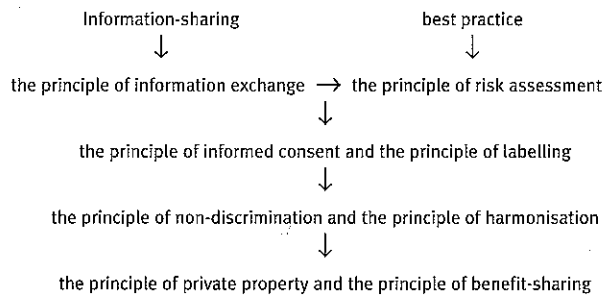 Information-sharing best practice
the principle of information exchange → the principle of risk assessment
the principle of informed consent and the principle of labelling
the principle of non-discrimination and the principle of harmonisation
the principle of private property and the principle of benefit-sharing